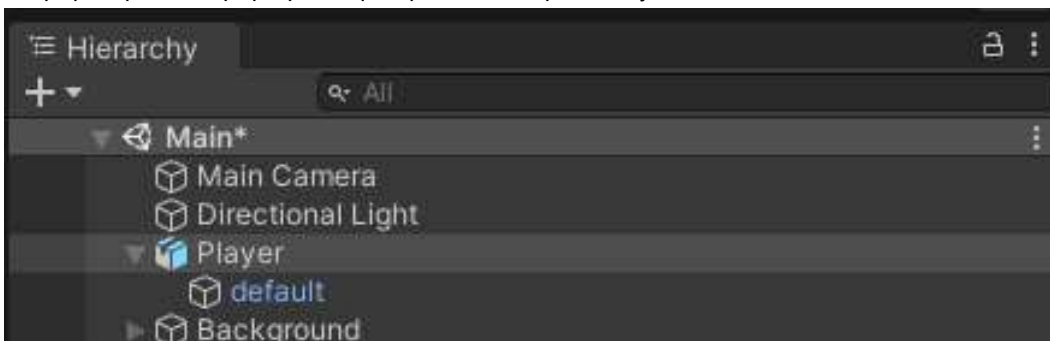 Hierarchy
All
Main*
Main Camera
Directional Light
Player
default
Background